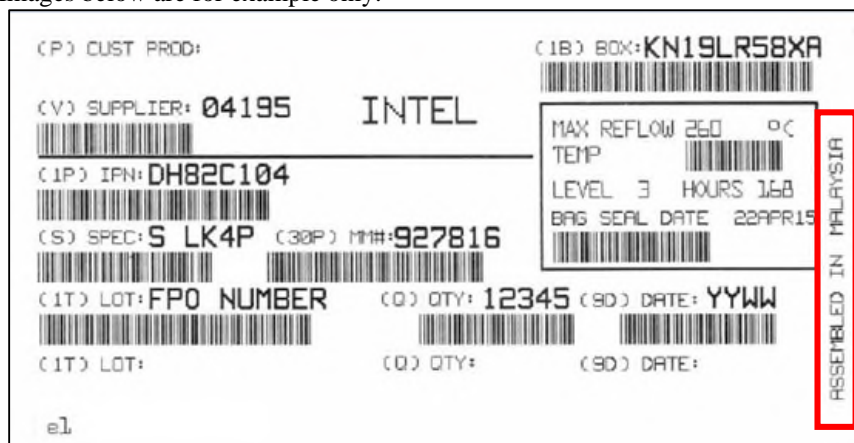 images below are for example only.
(P) CUST PROD:
(1B) BOX: KN19LR58XA
(V) SUPPLIER: 04195
INTEL
MAX REFLOW 260 ºC
TEMP
LEVEL 3 HOURS 168
BAG SEAL DATE 22APR15
(1P) IPN: DH82C104
(S) SPEC: S LK4P (30P) MM#: 927816
(1T) LOT: FPO NUMBER (Q) QTY: 12345 (9D) DATE: YYWW
(1T) LOT: (Q) QTY: (9D) DATE:
el
ASSEMBLED IN MALAYSIA